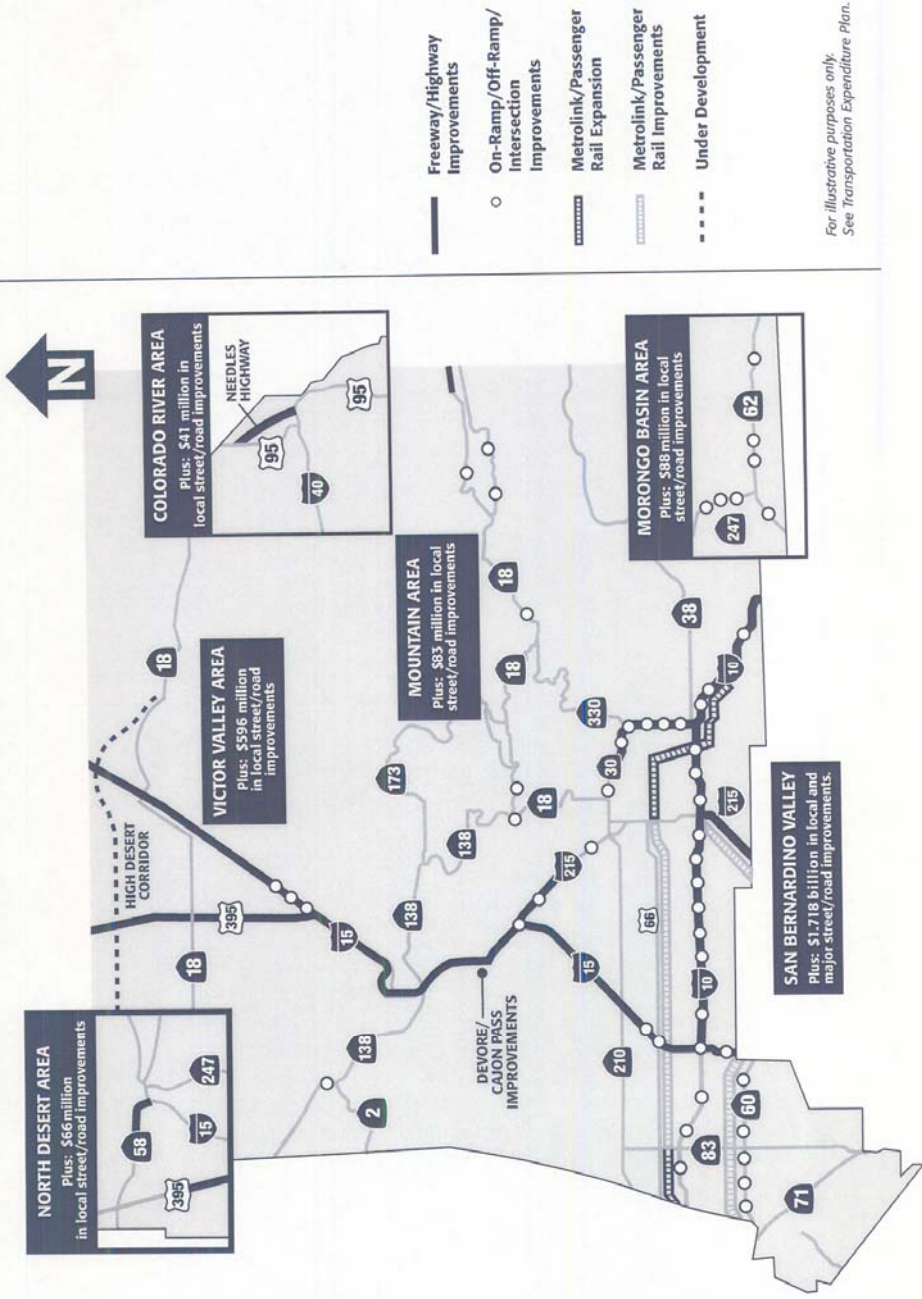 N
NORTH DESERT AREA
Plus: $66 million
in local street/road improvements
58
395
15
247
HIGH DESERT
CORRIDOR
18
395
18
VICTOR VALLEY AREA
Plus: $596 million
in local street/road
improvements
COLORADO RIVER AREA
Plus: $41 million in
local street/road improvements
NEEDLES
HIGHWAY
95
95
40
15
138
138
2
173
138
DEVORE/
CAJON PASS
IMPROVEMENTS
MOUNTAIN AREA
Plus: $83 million in local
street/road improvements
18
18
18
330
30
215
15
210
66
38
10
10
215
83
60
71
MORONGO BASIN AREA
Plus: $88 million in local
street/road improvements
247
62
SAN BERNARDINO VALLEY
Plus: $1.718 billion in local and
major street/road improvements.
Freeway/Highway
Improvements
On-Ramp/Off-Ramp/
Intersection
Improvements
Metrolink/Passenger
Rail Expansion
Metrolink/Passenger
Rail Improvements
Under Development
For illustrative purposes only.
See Transportation Expenditure Plan.